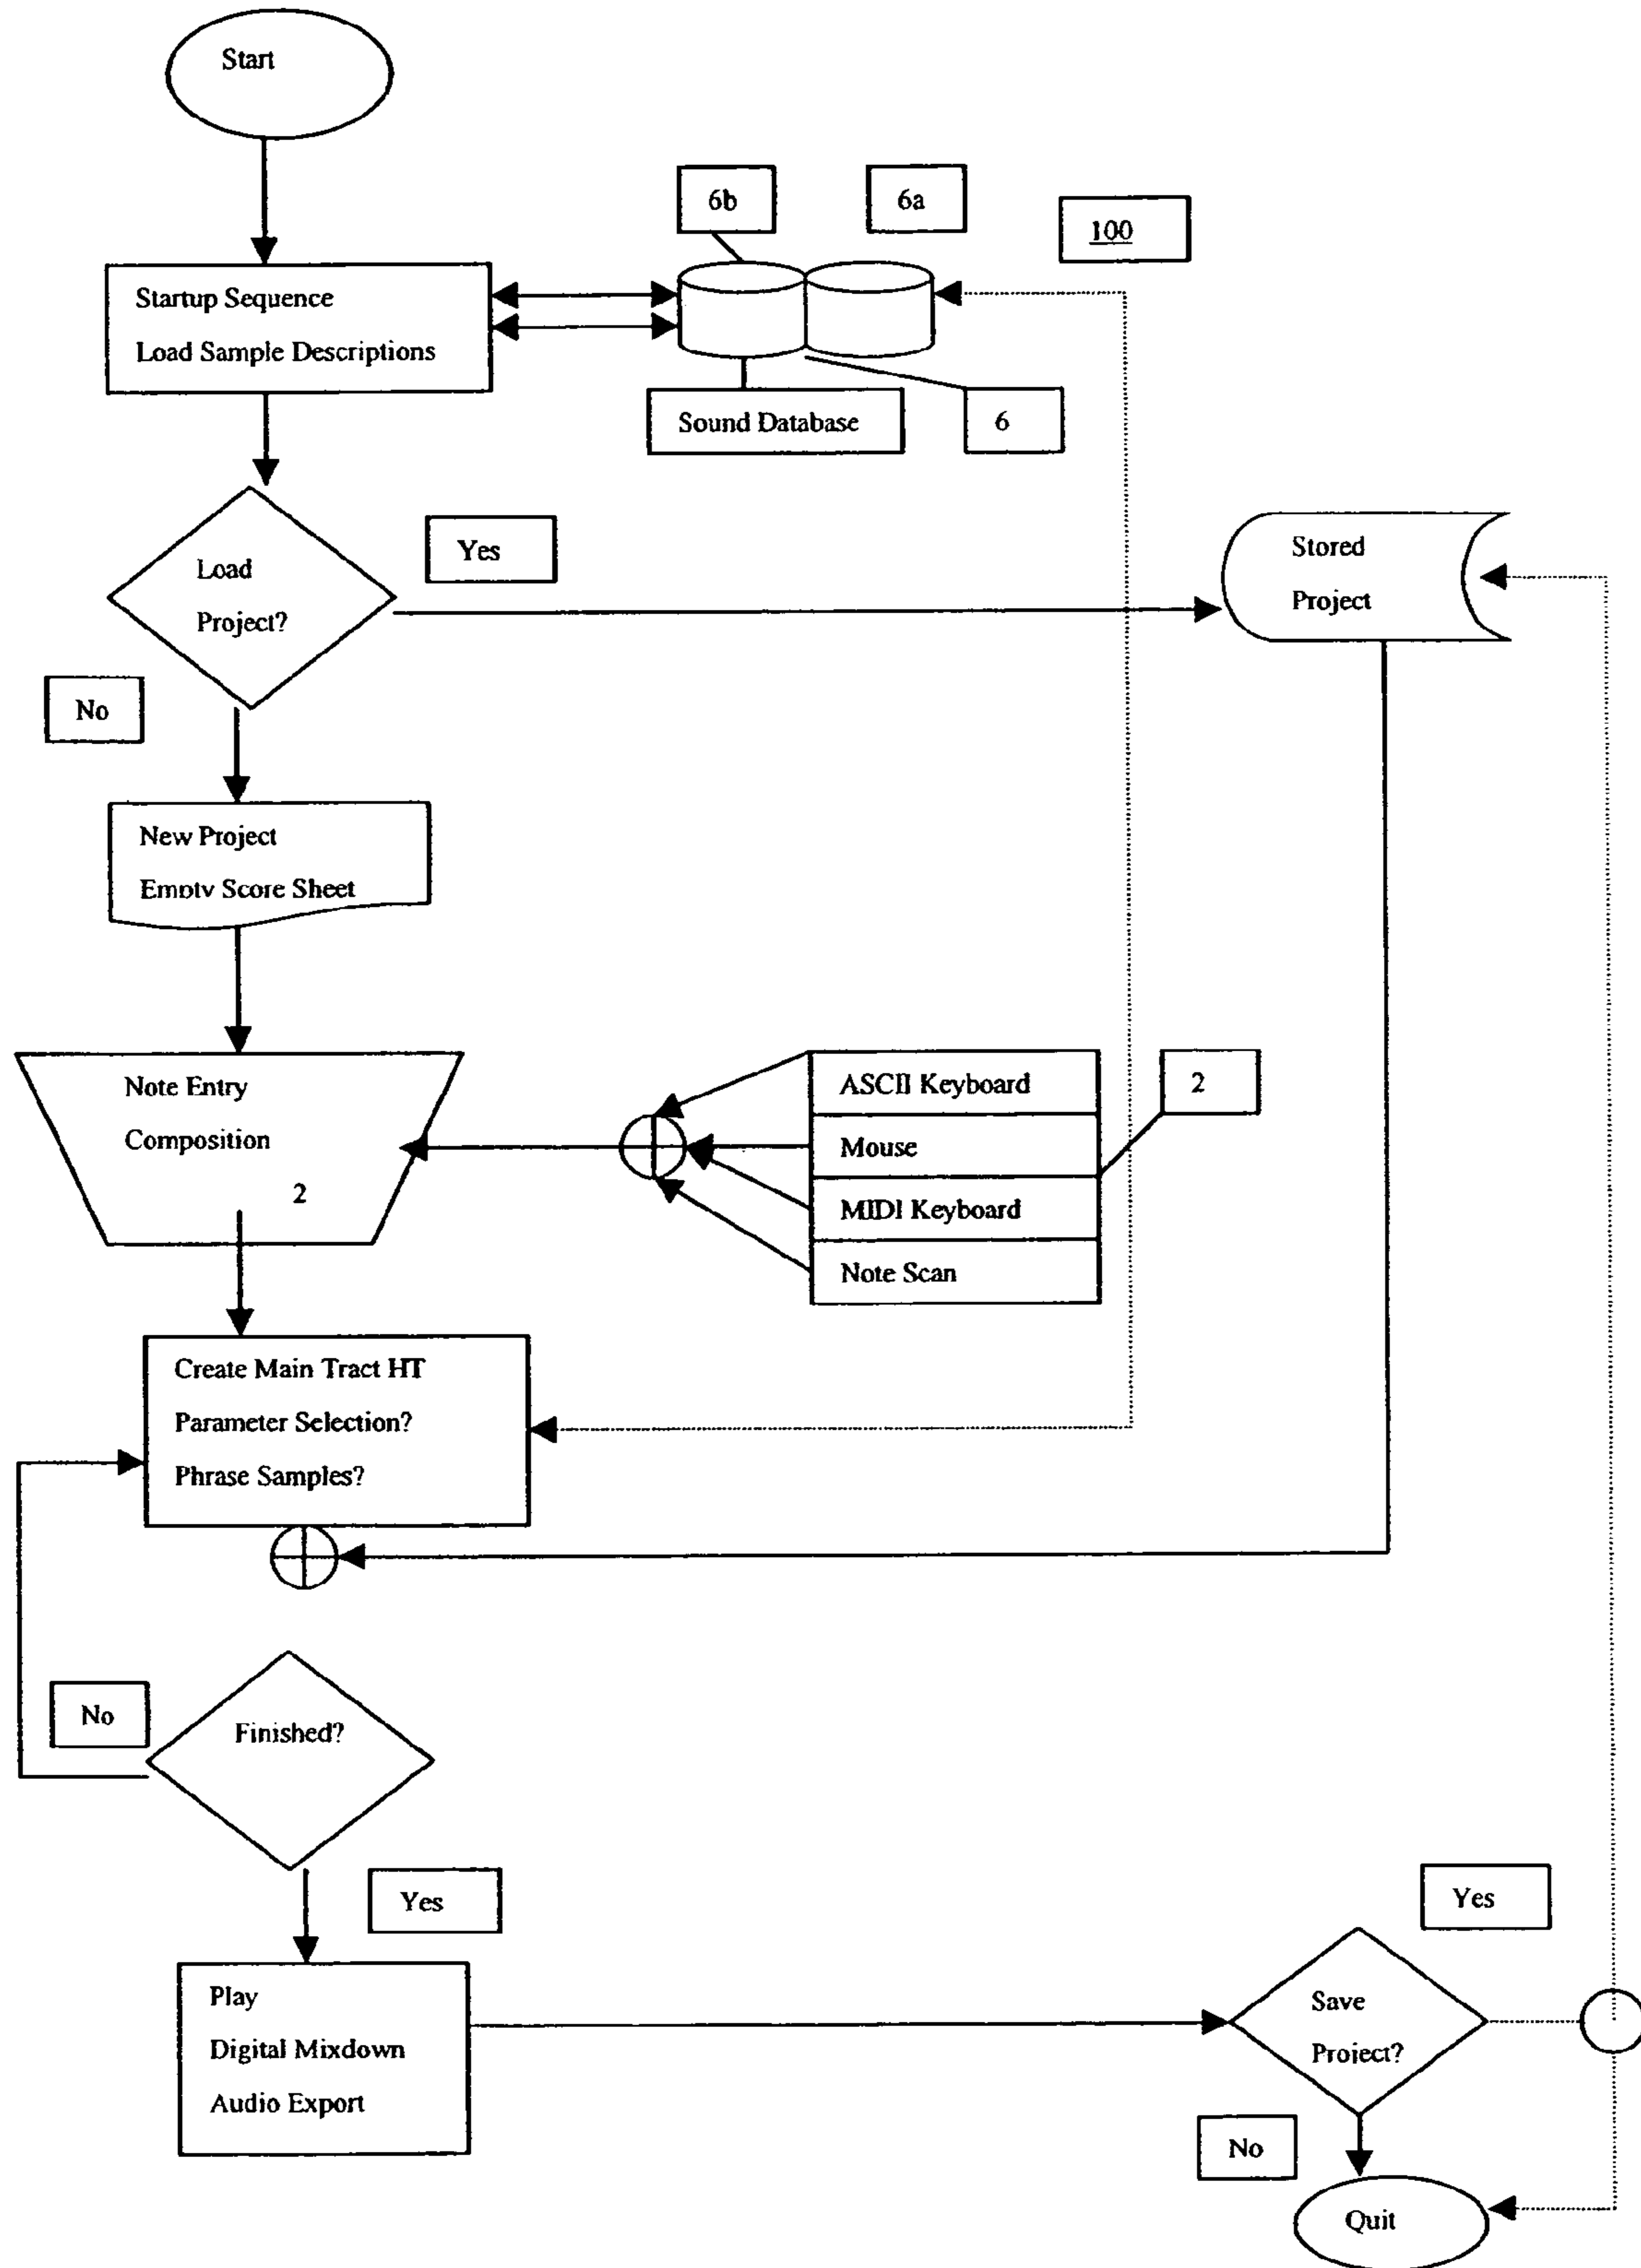 Start
6b
6a
100
Startup Sequence
Load Sample Descriptions
Sound Database
6
Load
Project?
Yes
Stored
Project
No
New Project
Empty Score Sheet
Note Entry
Composition
2
ASCII Keyboard
Mouse
MIDI Keyboard
Note Scan
2
Create Main Tract HT
Parameter Selection?
Phrase Samples?
No
Finished?
Yes
Play
Digital Mixdown
Audio Export
Yes
Save
Project?
No
Quit